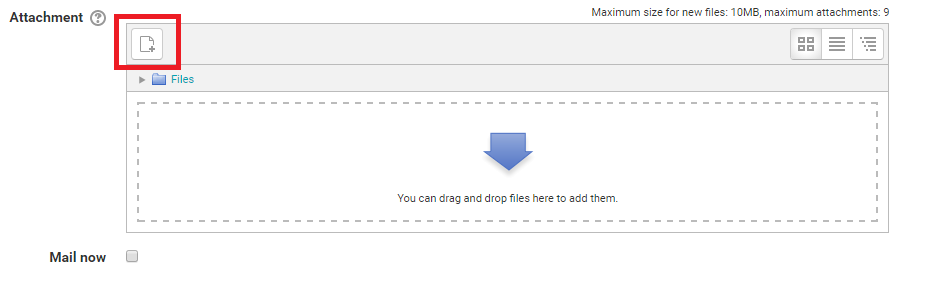 Maximum size for new files: 10MB, maximum attachments: 9
Attachment
Files
You can drag and drop files here to add them.
Mail now